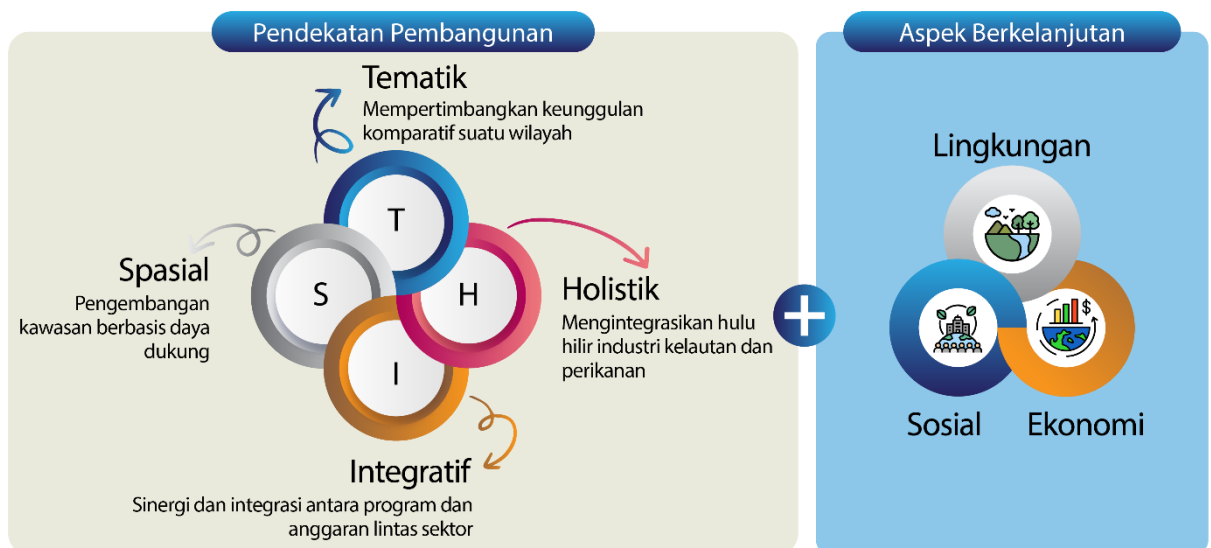 Pendekatan Pembangunan
Tematik
Mempertimbangkan keunggulan
komparatif suatu wilayah
T
S
H
I
Spasial
Pengembangan
kawasan berbasis daya
dukung
Holistik
Mengintegrasikan hulu
hilir industri kelautan dan
perikanan
Integratif
Sinergi dan integrasi antara program dan
anggaran lintas sektor
+
Aspek Berkelanjutan
Lingkungan
$
Sosial
Ekonomi